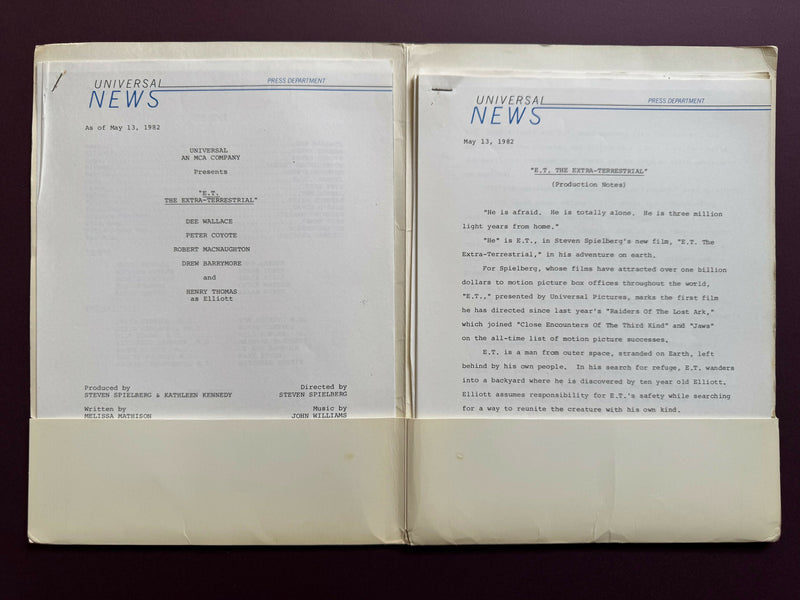 UNIVERSAL
NEWS
PRESS DEPARTMENT
As of May 13, 1982
UNIVERSAL
AN MCA COMPANY
Presents
"E.T.
THE EXTRA-TERRESTRIAL"
DEE WALLACE
PETER COYOTE
ROBERT MACNAUGHTON
DREW BARRYMORE
and
HENRY THOMAS
as Elliott
Produced by
STEVEN SPIELBERG & KATHLEEN KENNEDY
Directed by
STEVEN SPIELBERG
Written by
MELISSA MATHISON
Music by
JOHN WILLIAMS
UNIVERSAL
NEWS
PRESS DEPARTMENT
May 13, 1982
"E.T. THE EXTRA-TERRESTRIAL"
(Production Notes)
"He is afraid. He is totally alone. He is three million
light years from home."
"He" is E.T., in Steven Spielberg's new film, "E.T. The
Extra-Terrestrial," in his adventure on earth.
For Spielberg, whose films have attracted over one billion
dollars to motion picture box offices throughout the world,
"E.T.," presented by Universal Pictures, marks the first film
he has directed since last year's "Raiders Of The Lost Ark,"
which joined "Close Encounters Of The Third Kind" and "Jaws"
on the all-time list of motion picture successes.
E.T. is a man from outer space, stranded on Earth, left
behind by his own people. In his search for refuge, E.T. wanders
into a backyard where he is discovered by ten year old Elliott.
Elliott assumes responsibility for E.T.'s safety while searching
for a way to reunite the creature with his own kind.